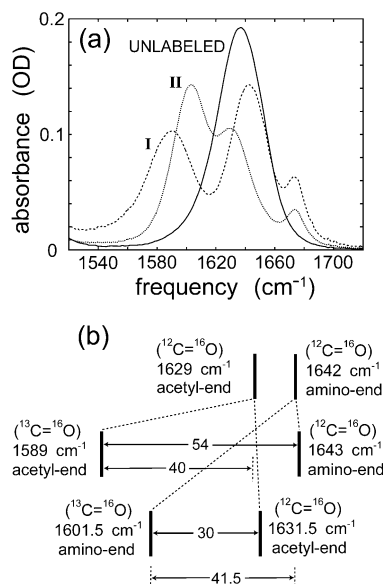 (a)
UNLABELED
II
I
absorbance (OD)
0.2
0.1
0
1540 1580 1620 1660 1700
frequency (cm⁻¹)
(b)
(¹²C=¹⁶O) (¹²C=¹⁶O)
1629 cm⁻¹ 1642 cm⁻¹
acetyl-end amino-end
(¹³C=¹⁶O) (¹²C=¹⁶O)
1589 cm⁻¹ 54 1643 cm⁻¹
acetyl-end 40 amino-end
(¹³C=¹⁶O) (¹²C=¹⁶O)
1601.5 cm⁻¹ 30 1631.5 cm⁻¹
amino-end acetyl-end
41.5